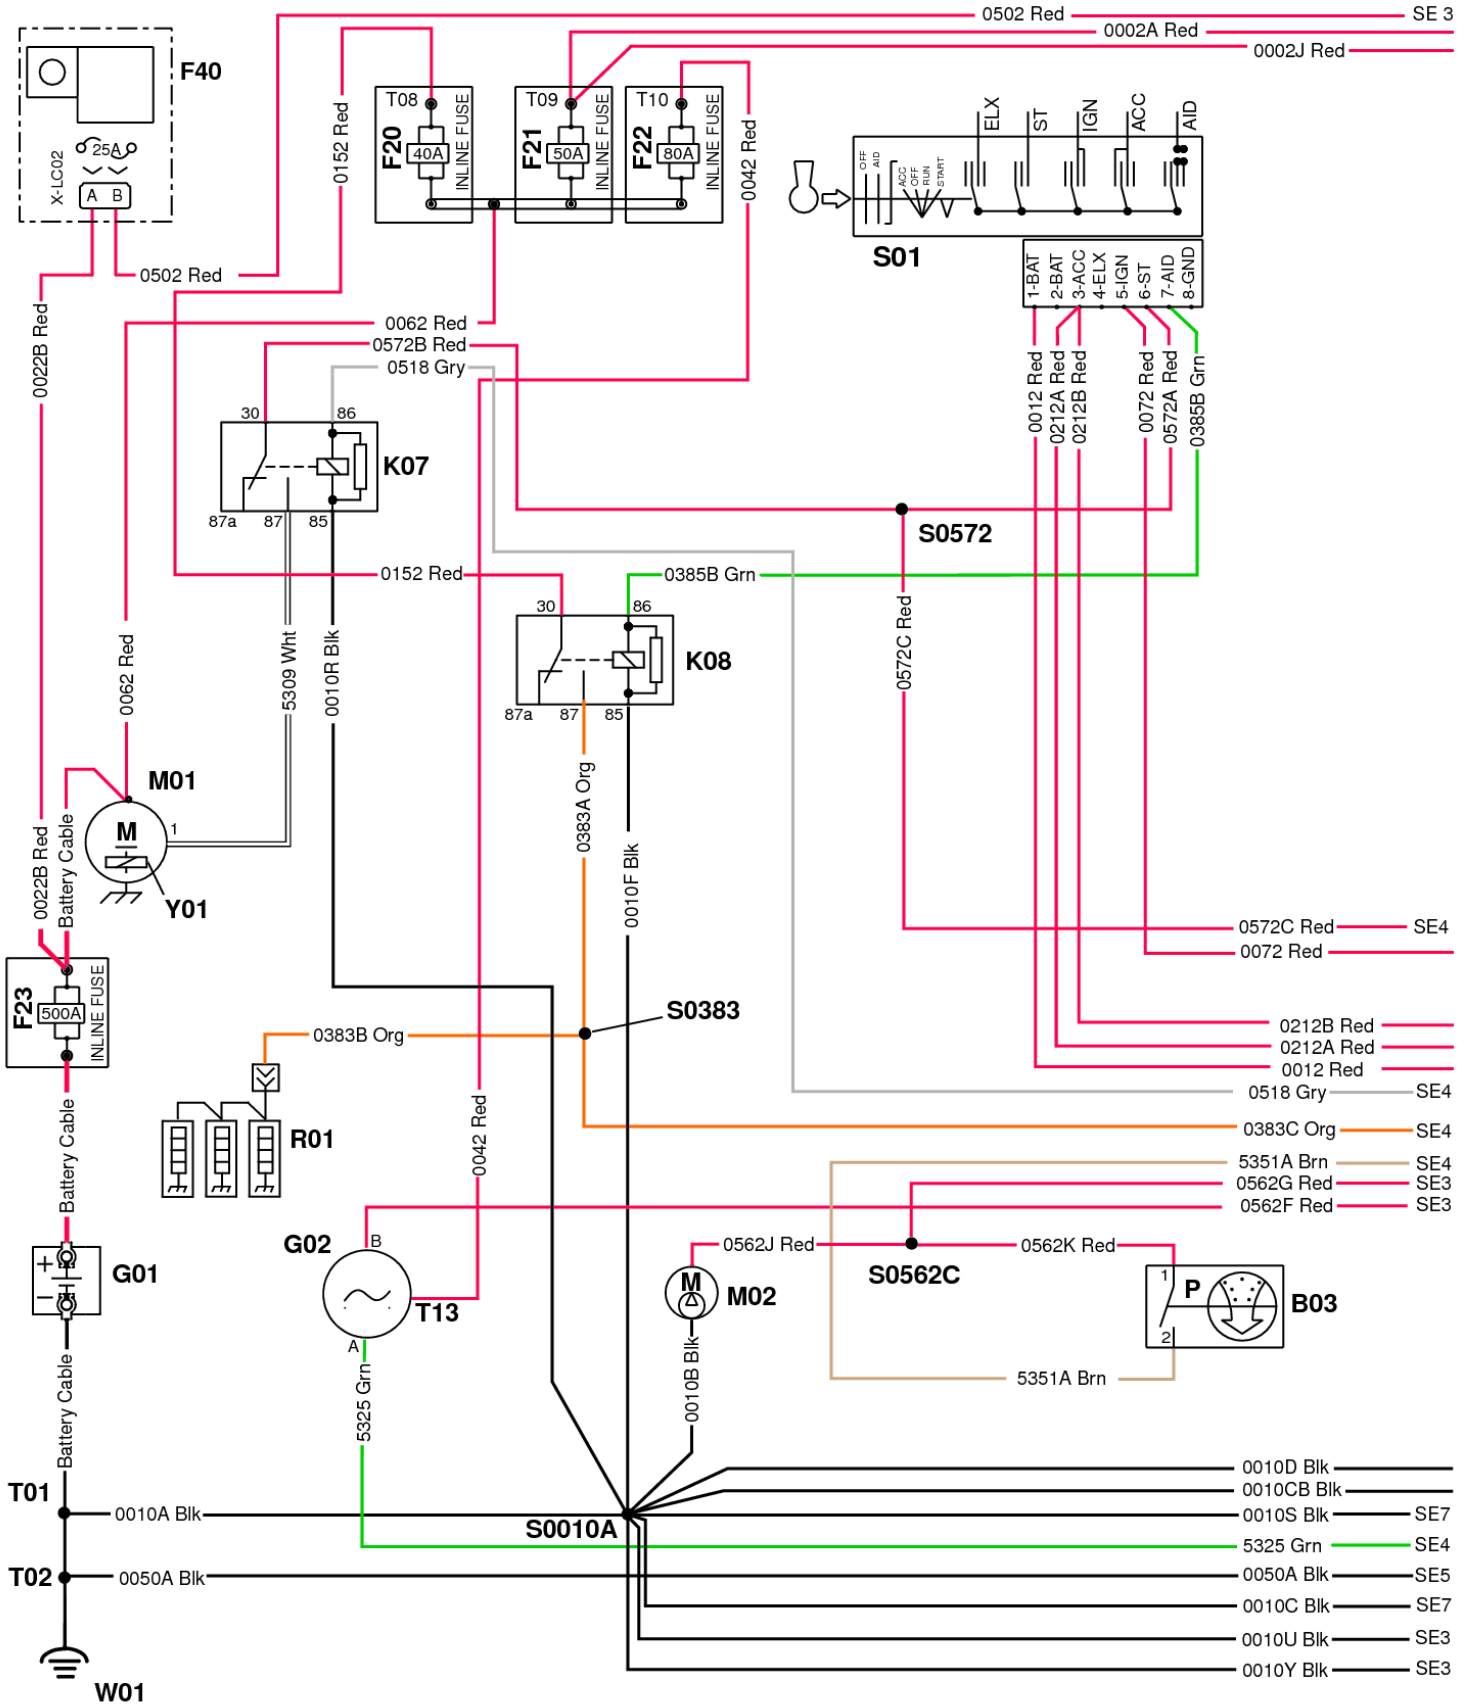 0502 Red SE 3
0002A Red
0002J Red
F40
25A
X-LC02
A B
0502 Red
0022B Red
0152 Red
T08 F20 40A INLINE FUSE
T09 F21 50A INLINE FUSE
T10 F22 80A INLINE FUSE
0042 Red
ELX ST IGN ACC AID
OFF AID
ACC OFF RUN START
S01
1-BAT 2-BAT 3-ACC 4-ELX 5-IGN 6-ST 7-AID 8-GND
0062 Red
0572B Red
0518 Gry
0012 Red 0212A Red 0212B Red 0072 Red 0572A Red 0385B Grn
30 86
K07
87a 87 85
S0572
0152 Red
0385B Grn
30 86
K08
87a 87 85
0572C Red
0062 Red
5309 Wht
0010R Blk
M01
M
1
Y01
0022B Red
Battery Cable
0383A Org
0010F Blk
0572C Red SE4
0072 Red
F23 500A INLINE FUSE
S0383
0383B Org
0212B Red
0212A Red
0012 Red
0518 Gry SE4
R01
0042 Red
Battery Cable
0383C Org SE4
5351A Brn SE4
0562G Red SE3
0562F Red SE3
G02
B
T13
A
0562J Red
0562K Red
S0562C
G01
+
−
M
M02
1
P
2
B03
5351A Brn
0010B Blk
5325 Grn
Battery Cable
0010D Blk
0010CB Blk
T01
0010A Blk
S0010A
0010S Blk SE7
5325 Grn SE4
T02
0050A Blk
0050A Blk SE5
0010C Blk SE7
0010U Blk SE3
0010Y Blk SE3
W01